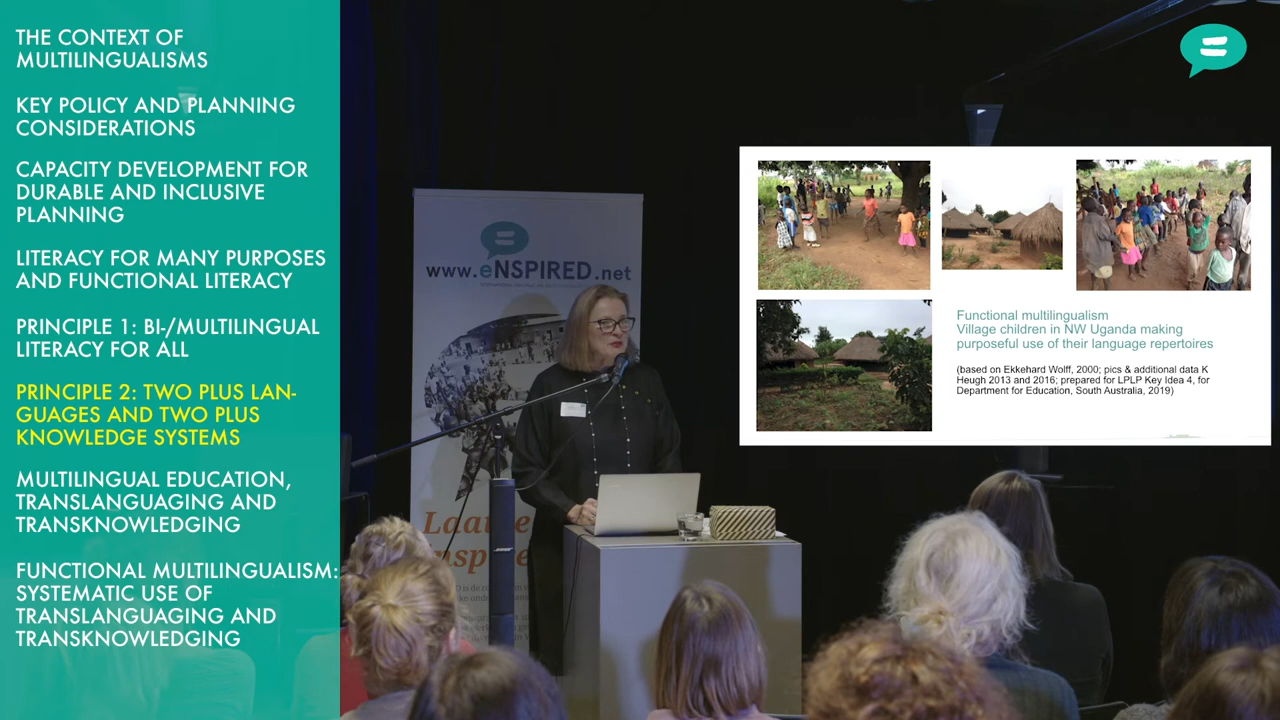 THE CONTEXT OF
MULTILINGUALISMS
KEY POLICY AND PLANNING
CONSIDERATIONS
CAPACITY DEVELOPMENT FOR
DURABLE AND INCLUSIVE
PLANNING
LITERACY FOR MANY PURPOSES
AND FUNCTIONAL LITERACY
PRINCIPLE 1: BI-/MULTILINGUAL
LITERACY FOR ALL
PRINCIPLE 2: TWO PLUS LAN-
GUAGES AND TWO PLUS
KNOWLEDGE SYSTEMS
MULTILINGUAL EDUCATION,
TRANSLANGUAGING AND
TRANSKNOWLEDGING
FUNCTIONAL MULTILINGUALISM:
SYSTEMATIC USE OF
TRANSLANGUAGING AND
TRANSKNOWLEDGING
www.eNSPIRED.net
Functional multilingualism
Village children in NW Uganda making
purposeful use of their language repertoires
(based on Ekkehard Wolff, 2000; pics & additional data K
Heugh 2013 and 2016; prepared for LPLP Key Idea 4, for
Department for Education, South Australia, 2019)